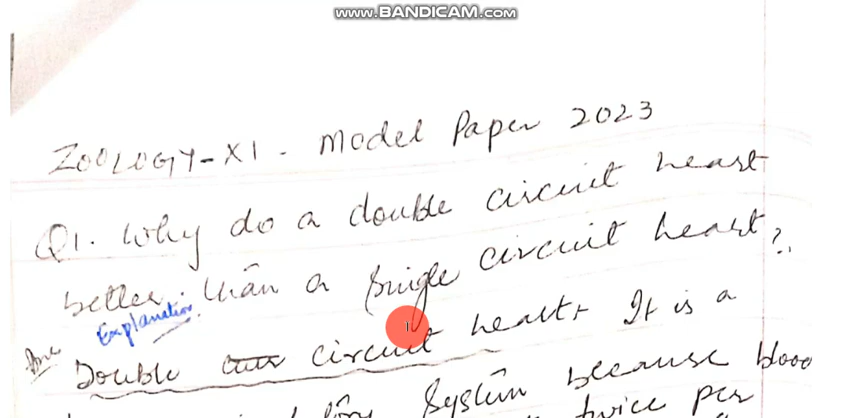 www.BANDICAM.com
ZOOLOGY-XI. Model Paper 2023
Q1. Why do a double circuit heart
better than a single circuit heart?
Explanation
Double circuit heart It is a
System because blood
twice per